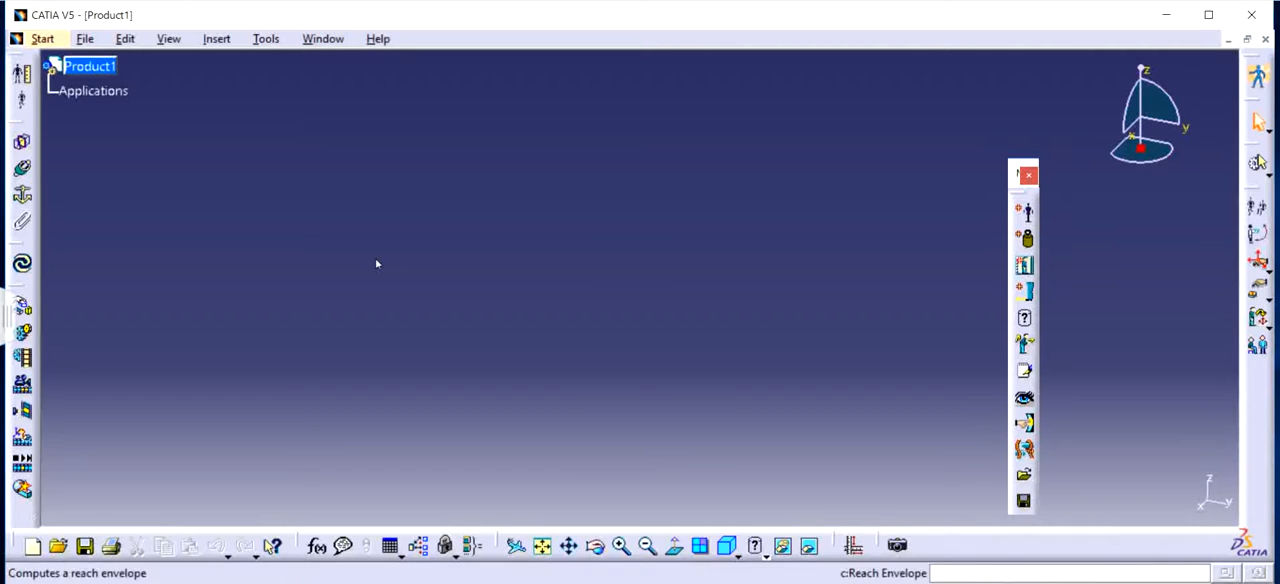 CATIA V5 - [Product1]
Start File Edit View Insert Tools Window Help
Product1
Applications
z
y
x
z
x y
f(x)
CATIA
Computes a reach envelope
c:Reach Envelope